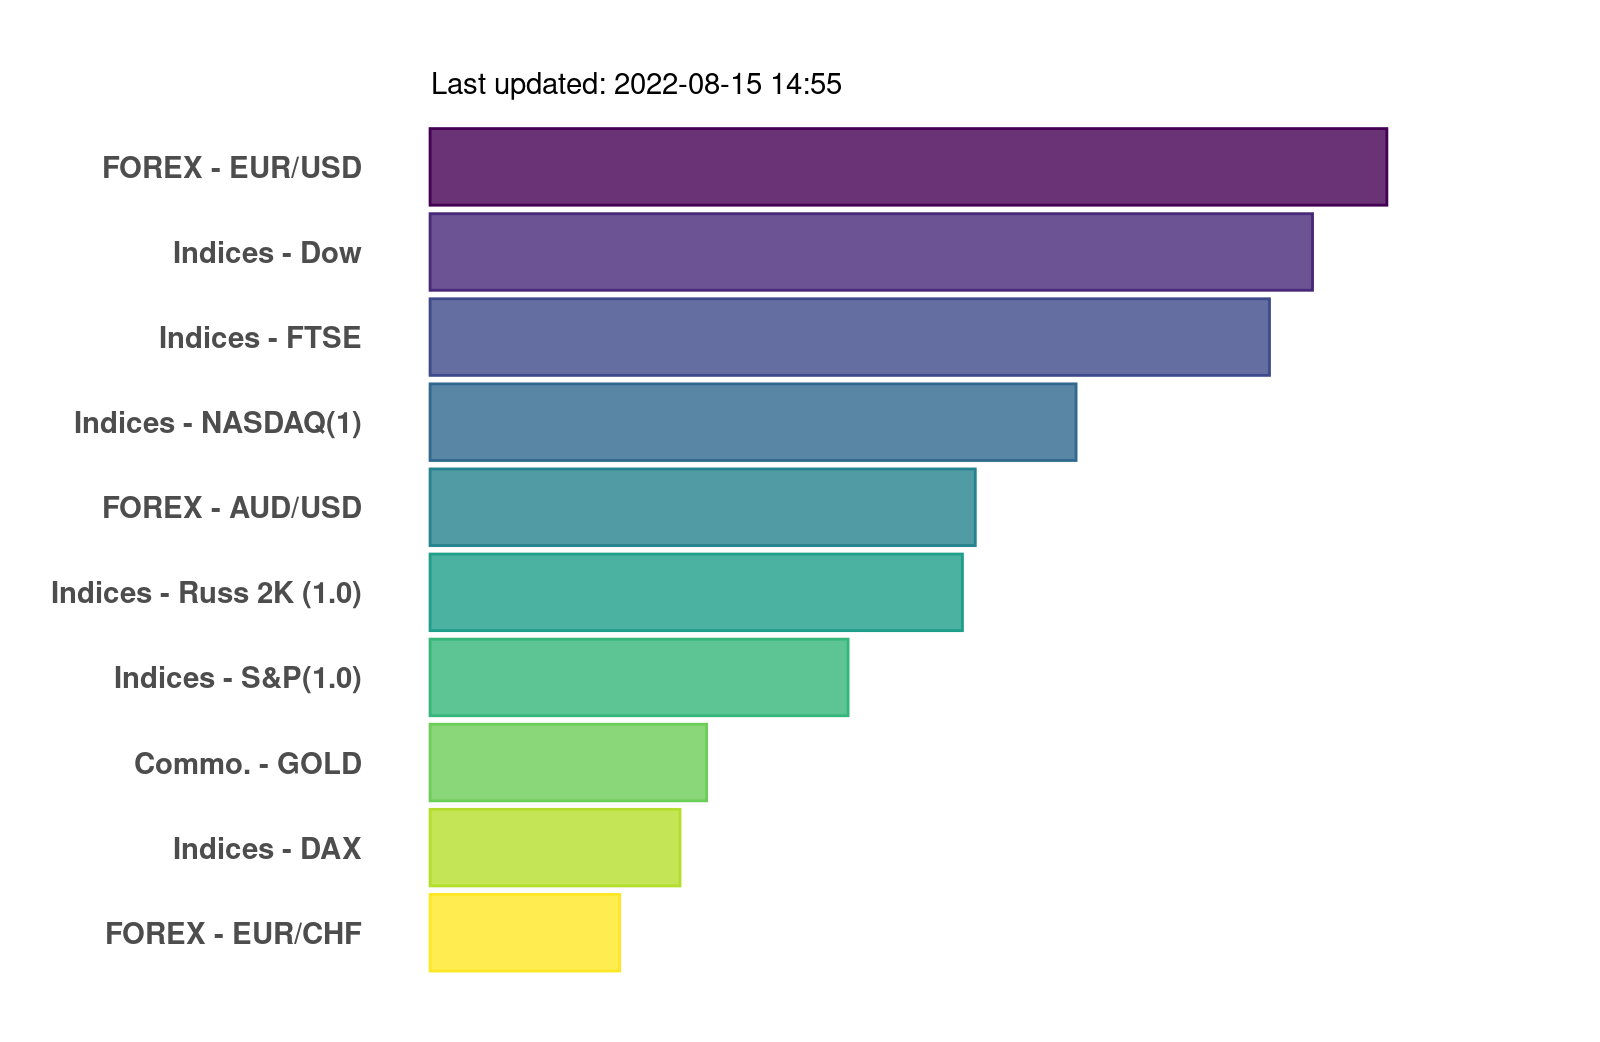 Last updated: 2022-08-15 14:55
FOREX - EUR/USD
Indices - Dow
Indices - FTSE
Indices - NASDAQ(1)
FOREX - AUD/USD
Indices - Russ 2K (1.0)
Indices - S&P(1.0)
Commo. - GOLD
Indices - DAX
FOREX - EUR/CHF